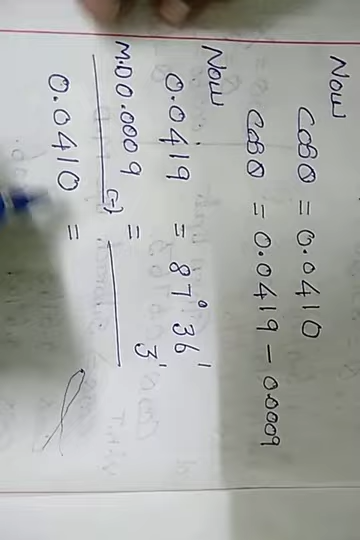 Now
Cosθ = 0.0410
Cosθ = 0.0419 - 0.0009
Now
0.0419 = 87° 36'
M.D 0.0009 (-) = 3'
0.0410 =